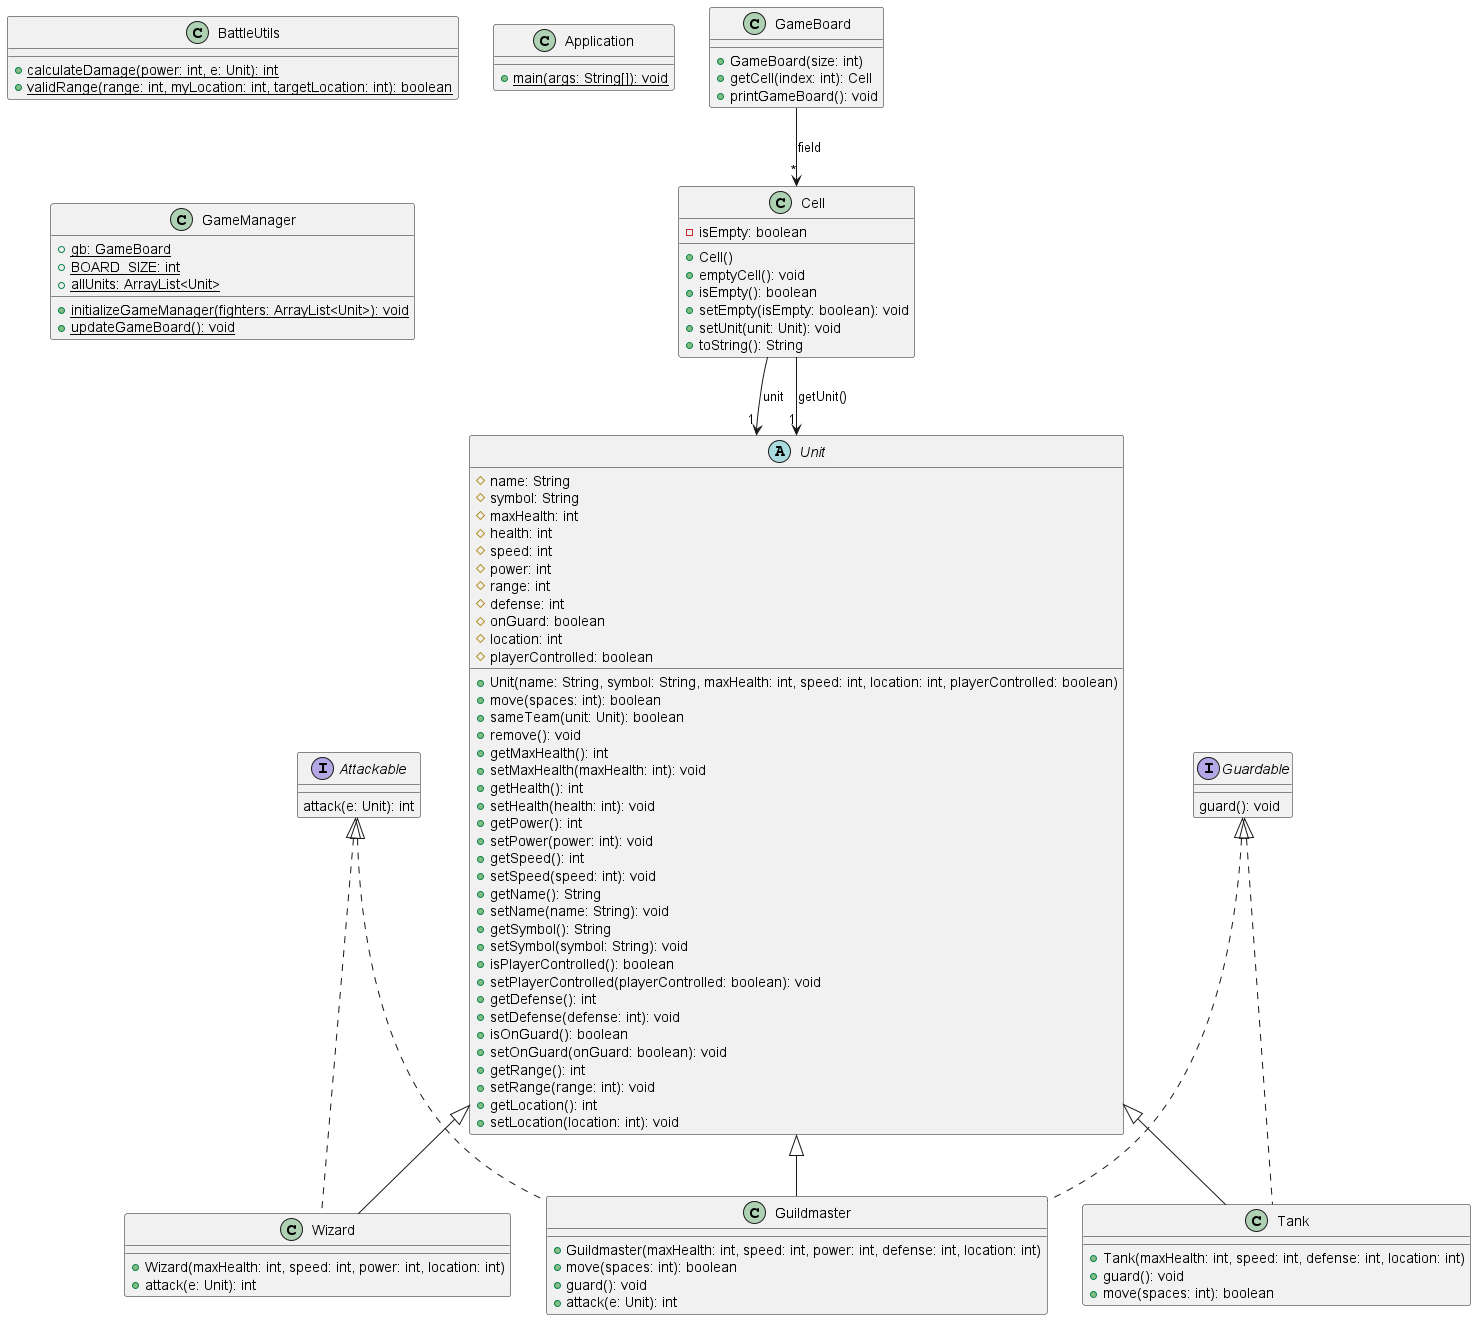 C BattleUtils
calculateDamage(power: int, e: Unit): int
validRange(range: int, myLocation: int, targetLocation: int): boolean
C Application
main(args: String[]): void
C GameBoard
GameBoard(size: int)
getCell(index: int): Cell
printGameBoard(): void
field
*
C GameManager
gb: GameBoard
BOARD_SIZE: int
allUnits: ArrayList<Unit>
initializeGameManager(fighters: ArrayList<Unit>): void
updateGameBoard(): void
C Cell
isEmpty: boolean
Cell()
emptyCell(): void
isEmpty(): boolean
setEmpty(isEmpty: boolean): void
setUnit(unit: Unit): void
toString(): String
unit
getUnit()
1
1
A Unit
name: String
symbol: String
maxHealth: int
health: int
speed: int
power: int
range: int
defense: int
onGuard: boolean
location: int
playerControlled: boolean
Unit(name: String, symbol: String, maxHealth: int, speed: int, location: int, playerControlled: boolean)
move(spaces: int): boolean
sameTeam(unit: Unit): boolean
remove(): void
getMaxHealth(): int
setMaxHealth(maxHealth: int): void
getHealth(): int
setHealth(health: int): void
getPower(): int
setPower(power: int): void
getSpeed(): int
setSpeed(speed: int): void
getName(): String
setName(name: String): void
getSymbol(): String
setSymbol(symbol: String): void
isPlayerControlled(): boolean
setPlayerControlled(playerControlled: boolean): void
getDefense(): int
setDefense(defense: int): void
isOnGuard(): boolean
setOnGuard(onGuard: boolean): void
getRange(): int
setRange(range: int): void
getLocation(): int
setLocation(location: int): void
I Attackable
attack(e: Unit): int
I Guardable
guard(): void
C Wizard
Wizard(maxHealth: int, speed: int, power: int, location: int)
attack(e: Unit): int
C Guildmaster
Guildmaster(maxHealth: int, speed: int, power: int, defense: int, location: int)
move(spaces: int): boolean
guard(): void
attack(e: Unit): int
C Tank
Tank(maxHealth: int, speed: int, defense: int, location: int)
guard(): void
move(spaces: int): boolean